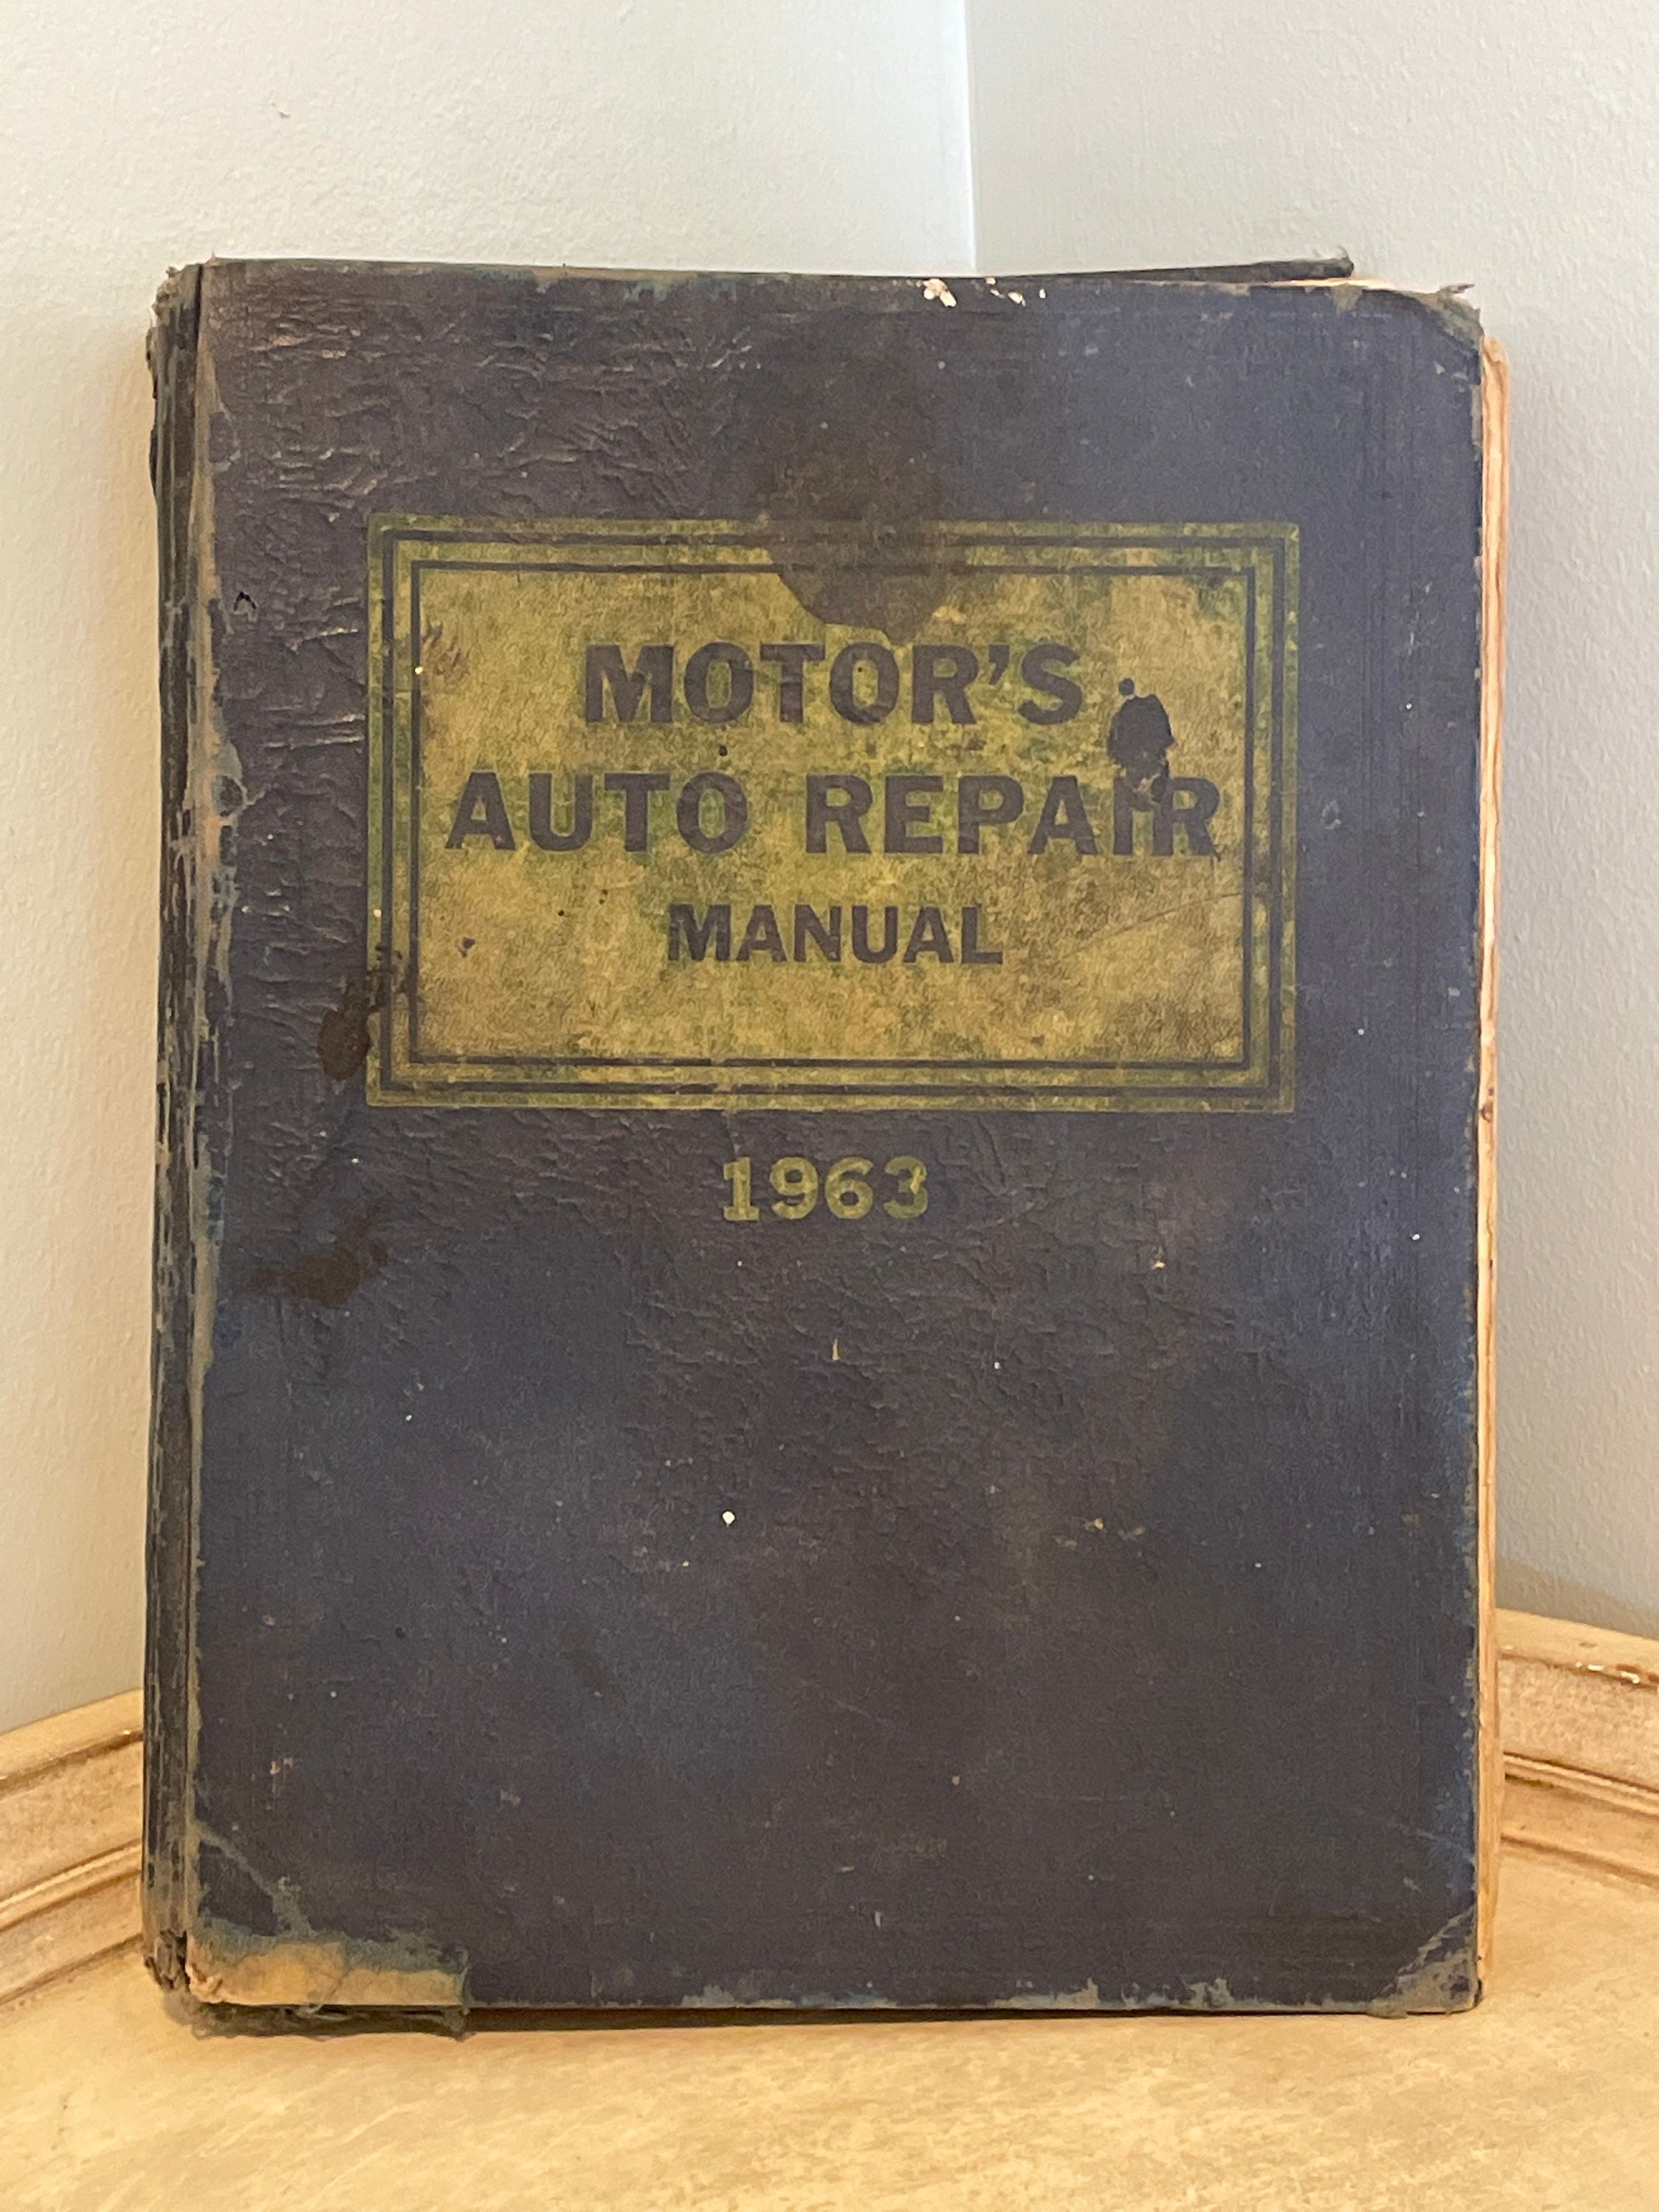 MOTOR'S
AUTO REPAIR
MANUAL
1963